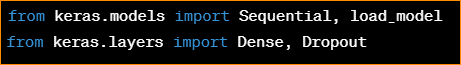 from keras.models import Sequential, load_model
from keras.layers import Dense, Dropout